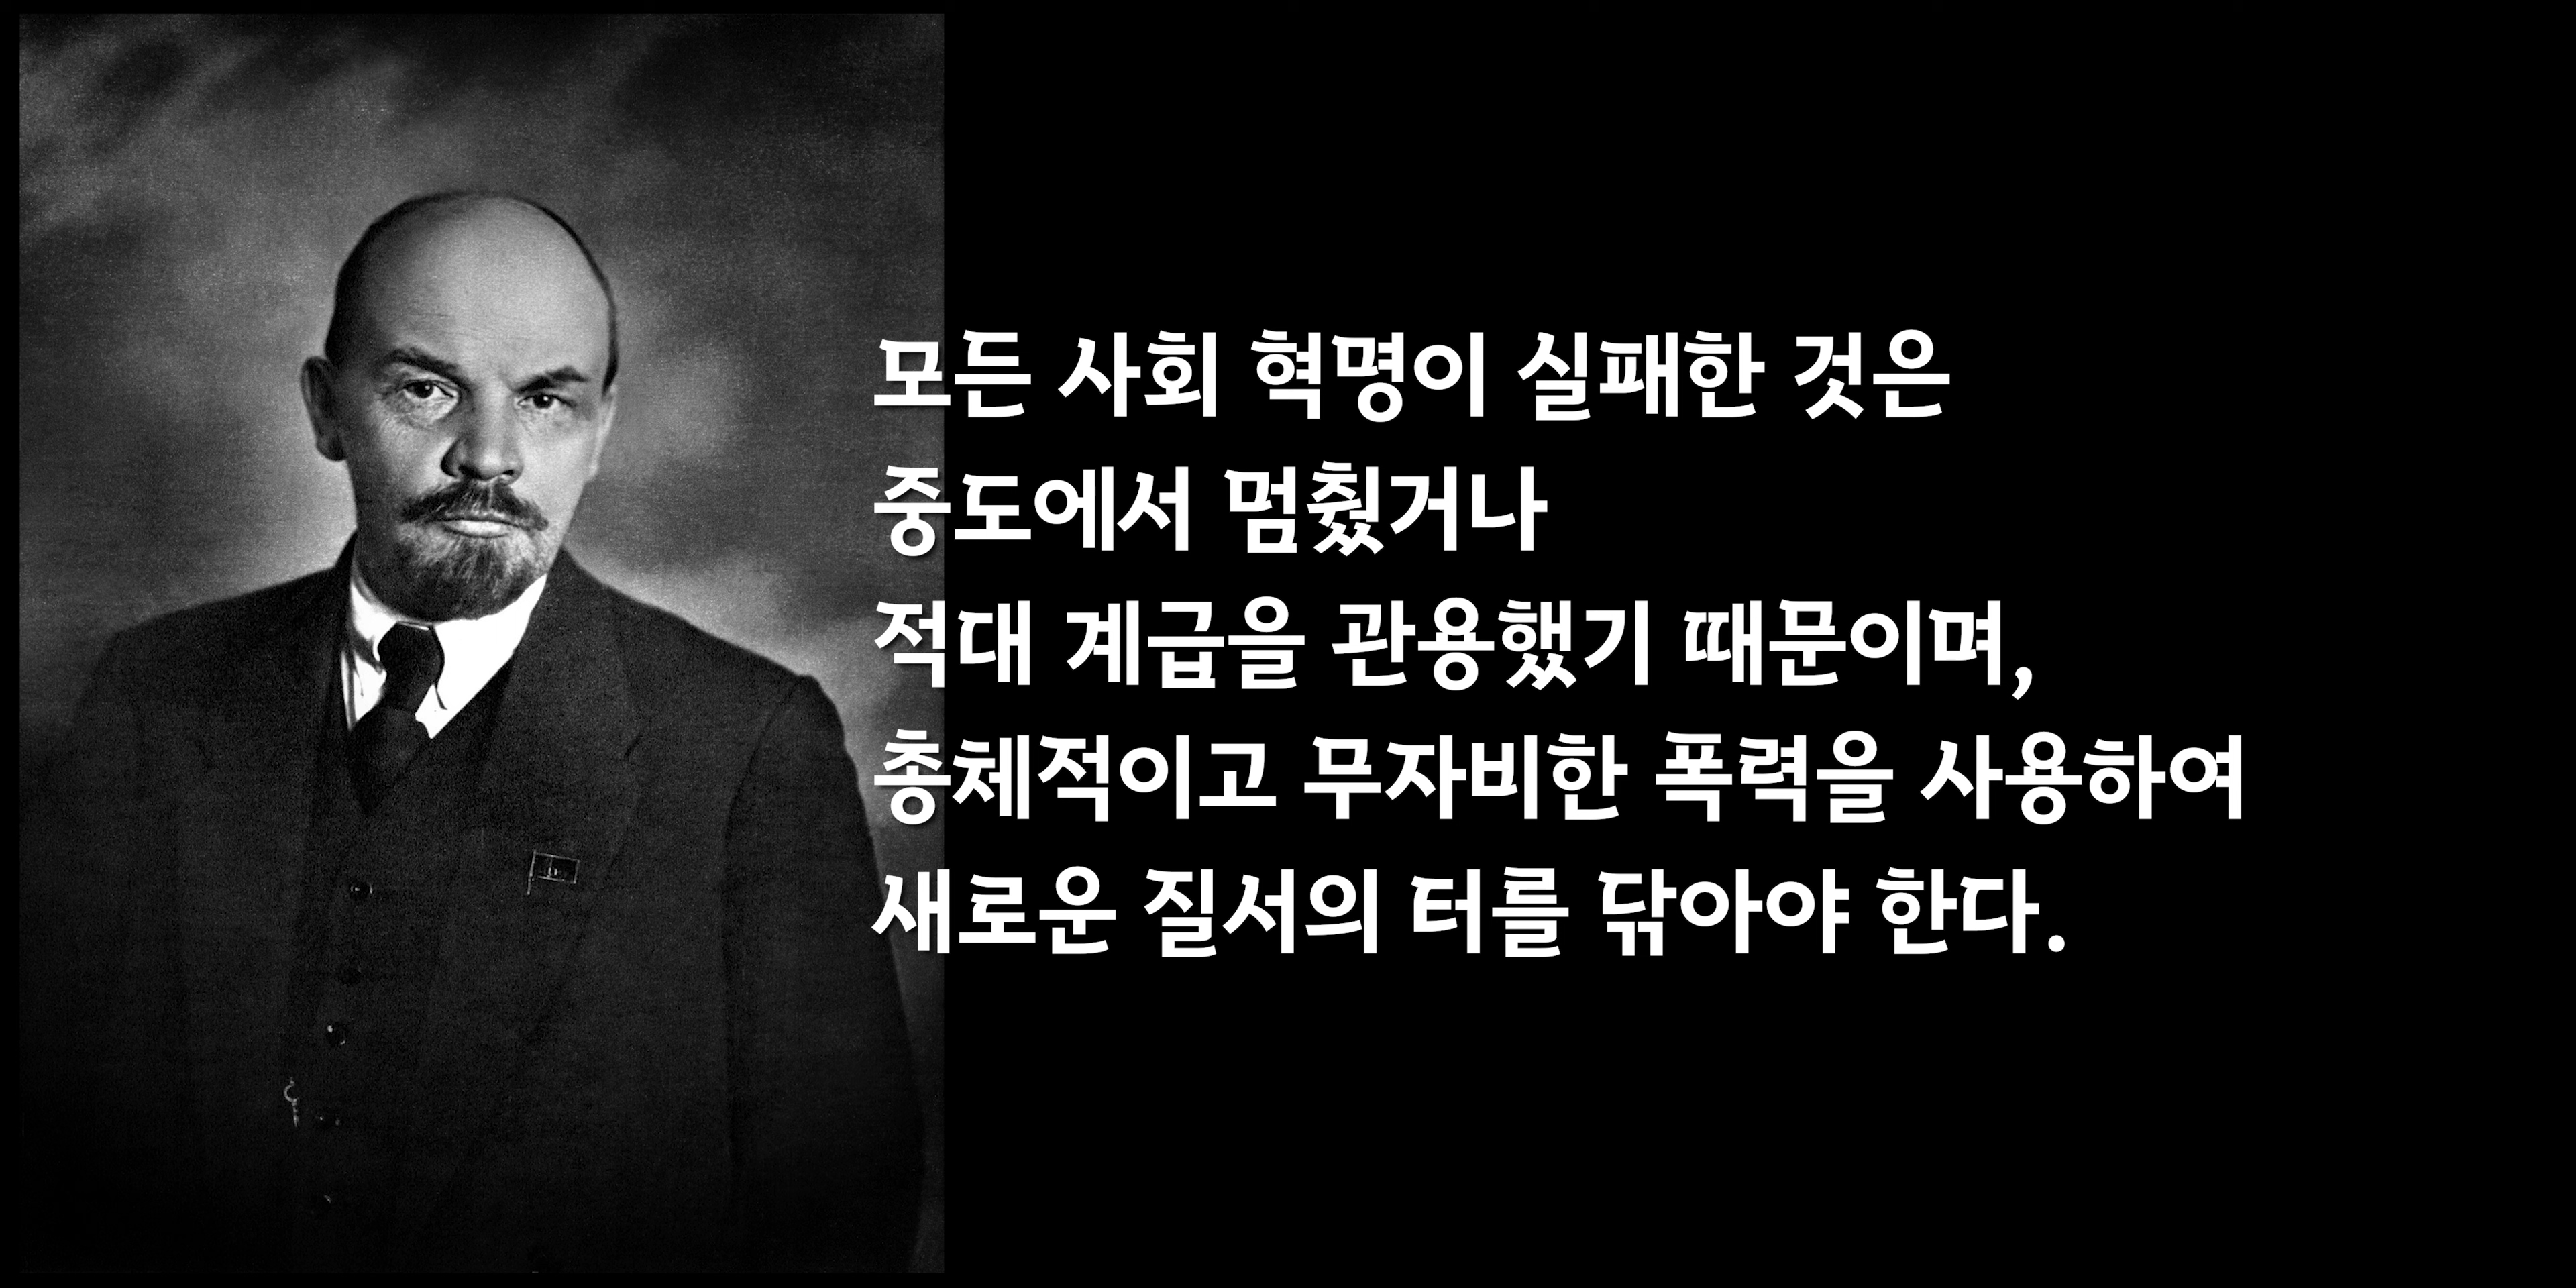 모든 사회 혁명이 실패한 것은
중도에서 멈췄거나
적대 계급을 관용했기 때문이며,
총체적이고 무자비한 폭력을 사용하여
새로운 질서의 터를 닦아야 한다.